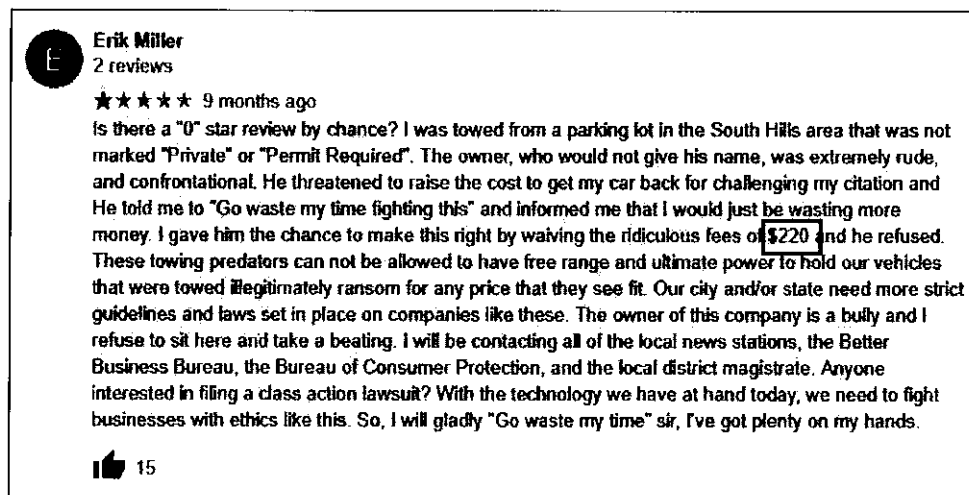 E
Erik Miller
2 reviews
★★★★★ 9 months ago
Is there a "0" star review by chance? I was towed from a parking lot in the South Hills area that was not
marked "Private" or "Permit Required". The owner, who would not give his name, was extremely rude,
and confrontational. He threatened to raise the cost to get my car back for challenging my citation and
He told me to "Go waste my time fighting this" and informed me that I would just be wasting more
money. I gave him the chance to make this right by waiving the ridiculous fees of $220 and he refused.
These towing predators can not be allowed to have free range and ultimate power to hold our vehicles
that were towed illegitimately ransom for any price that they see fit. Our city and/or state need more strict
guidelines and laws set in place on companies like these. The owner of this company is a bully and I
refuse to sit here and take a beating. I will be contacting all of the local news stations, the Better
Business Bureau, the Bureau of Consumer Protection, and the local district magistrate. Anyone
interested in filing a class action lawsuit? With the technology we have at hand today, we need to fight
businesses with ethics like this. So, I will gladly "Go waste my time" sir, I've got plenty on my hands.
15